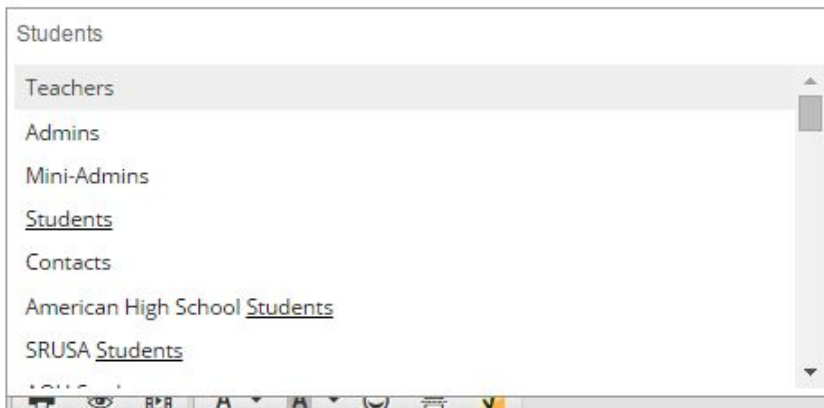 Students
Teachers
Admins
Mini-Admins
Students
Contacts
American High School Students
SRUSA Students
A
A